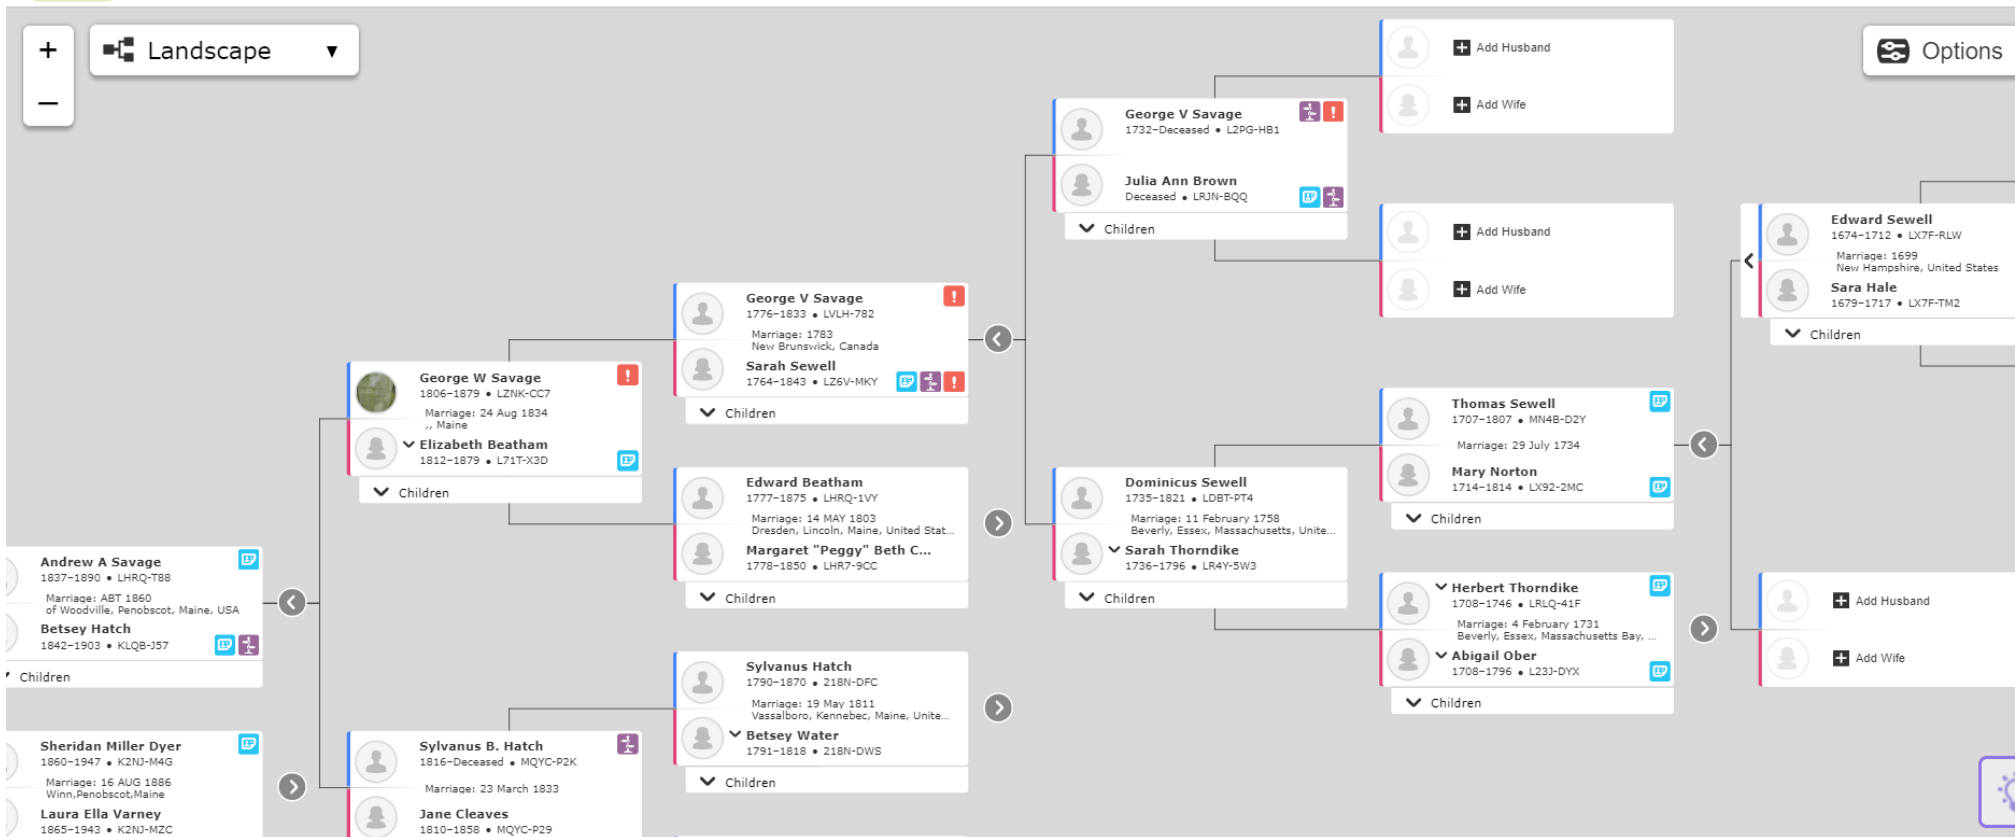 +
−
Landscape ▼
Options
Add Husband
Add Wife
George V Savage
1732–Deceased • L2PG-HB1
Julia Ann Brown
Deceased • LRJN-BQQ
Children
Add Husband
Add Wife
Edward Sewell
1674–1712 • LX7F-RLW
Marriage: 1699
New Hampshire, United States
Sara Hale
1679–1717 • LX7F-TM2
Children
George V Savage
1776–1833 • LVLH-782
Marriage: 1783
New Brunswick, Canada
Sarah Sewell
1764–1843 • LZ6V-MKY
Children
George W Savage
1806–1879 • LZNK-CC7
Marriage: 24 Aug 1834
,, Maine
Elizabeth Beatham
1812–1879 • L71T-X3D
Children
Thomas Sewell
1707–1807 • MN4B-D2Y
Marriage: 29 July 1734
Mary Norton
1714–1814 • LX92-2MC
Children
Edward Beatham
1777–1875 • LHRQ-1VY
Marriage: 14 MAY 1803
Dresden, Lincoln, Maine, United Stat...
Margaret "Peggy" Beth C...
1778–1850 • LHR7-9CC
Children
Dominicus Sewell
1735–1821 • LDBT-PT4
Marriage: 11 February 1758
Beverly, Essex, Massachusetts, Unite...
Sarah Thorndike
1736–1796 • LR4Y-5W3
Children
Andrew A Savage
1837–1890 • LHRQ-T88
Marriage: ABT 1860
of Woodville, Penobscot, Maine, USA
Betsey Hatch
1842–1903 • KLQB-J57
Children
Herbert Thorndike
1708–1746 • LRLQ-41F
Marriage: 4 February 1731
Beverly, Essex, Massachusetts Bay, ...
Abigail Ober
1708–1796 • L23J-DYX
Children
Add Husband
Add Wife
Sylvanus Hatch
1790–1870 • 218N-DFC
Marriage: 19 May 1811
Vassalboro, Kennebec, Maine, Unite...
Betsey Water
1791–1818 • 218N-DWS
Children
Sheridan Miller Dyer
1860–1947 • K2NJ-M4G
Marriage: 16 AUG 1886
Winn,Penobscot,Maine
Laura Ella Varney
1865–1943 • K2NJ-MZC
Sylvanus B. Hatch
1816–Deceased • MQYC-P2K
Marriage: 23 March 1833
Jane Cleaves
1810–1858 • MQYC-P29